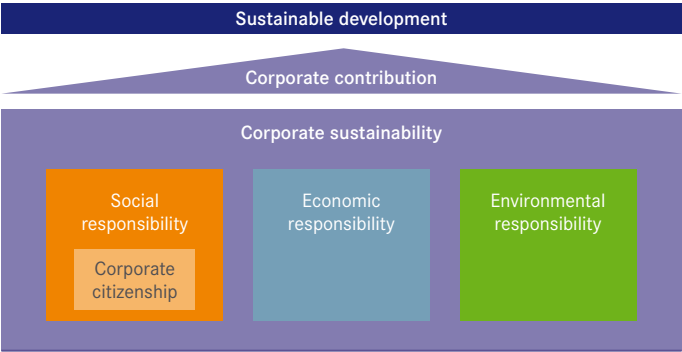 Sustainable development
Corporate contribution
Corporate sustainability
Social
responsibility
Corporate
citizenship
Economic
responsibility
Environmental
responsibility